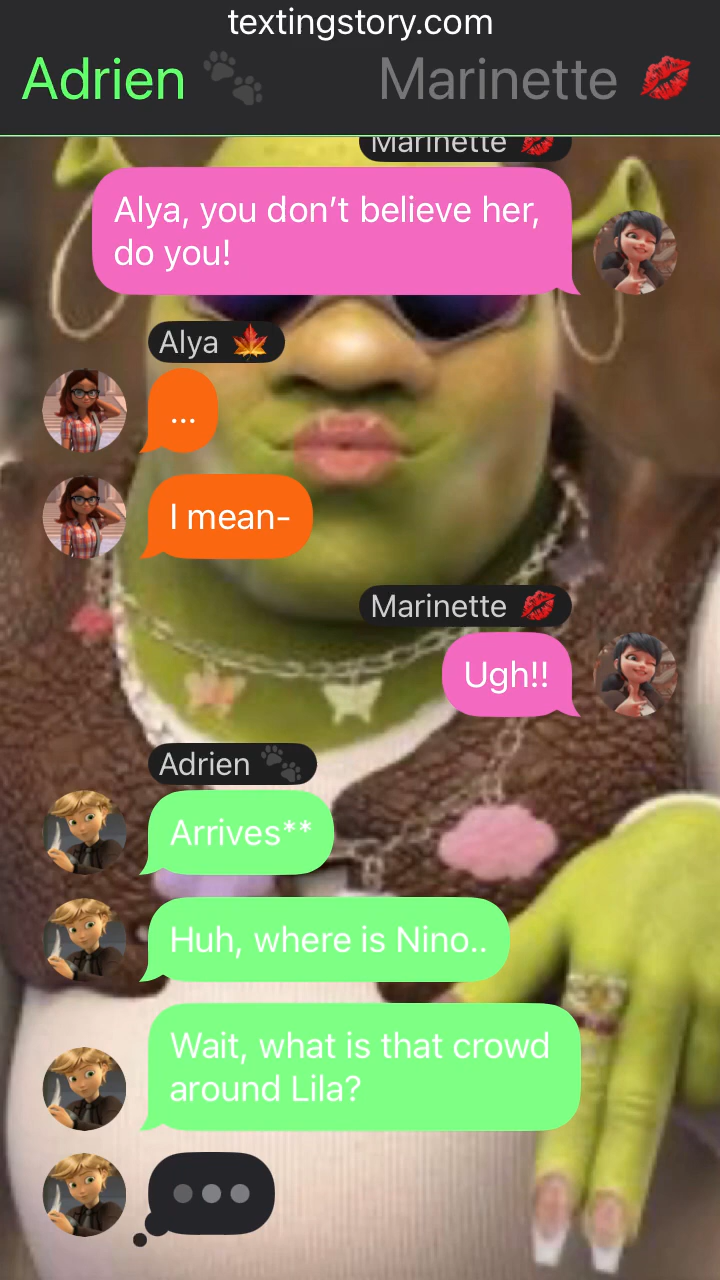 textingstory.com
Adrien 🐾 Marinette 💋
Marinette 💋
Alya, you don’t believe her,
do you!
Alya 🍁
...
I mean-
Marinette 💋
Ugh!!
Adrien 🐾
Arrives**
Huh, where is Nino..
Wait, what is that crowd
around Lila?